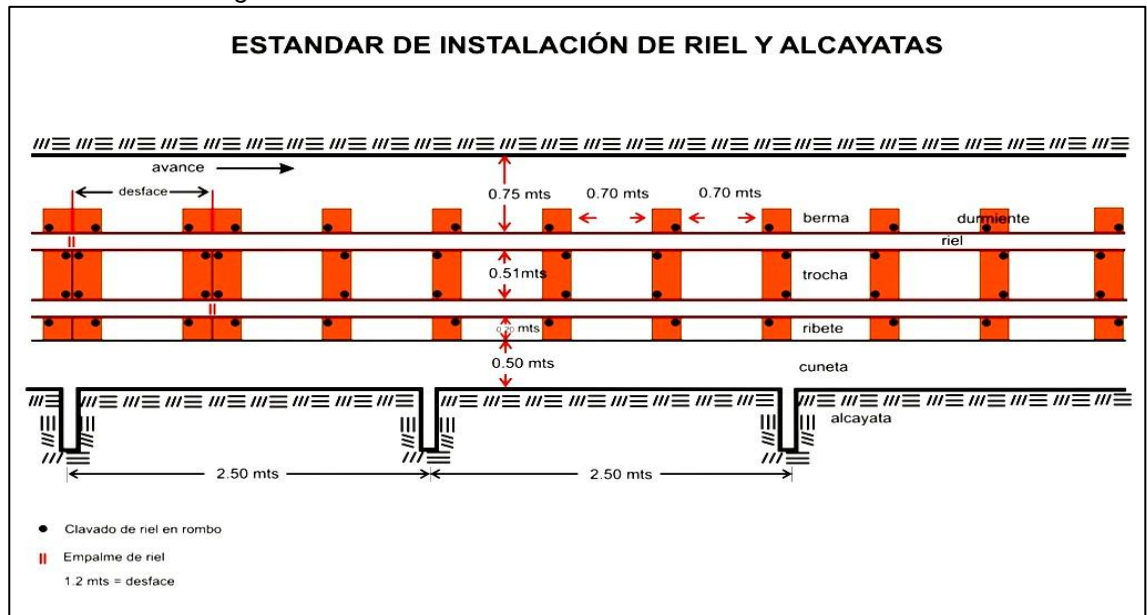 ESTANDAR DE INSTALACIÓN DE RIEL Y ALCAYATAS
avance
desface
0.75 mts
0.70 mts
0.70 mts
berma
durmiente
riel
0.51mts
trocha
0.20 mts
ribete
0.50 mts
cuneta
alcayata
2.50 mts
2.50 mts
Clavado de riel en rombo
Empalme de riel
1.2 mts = desface